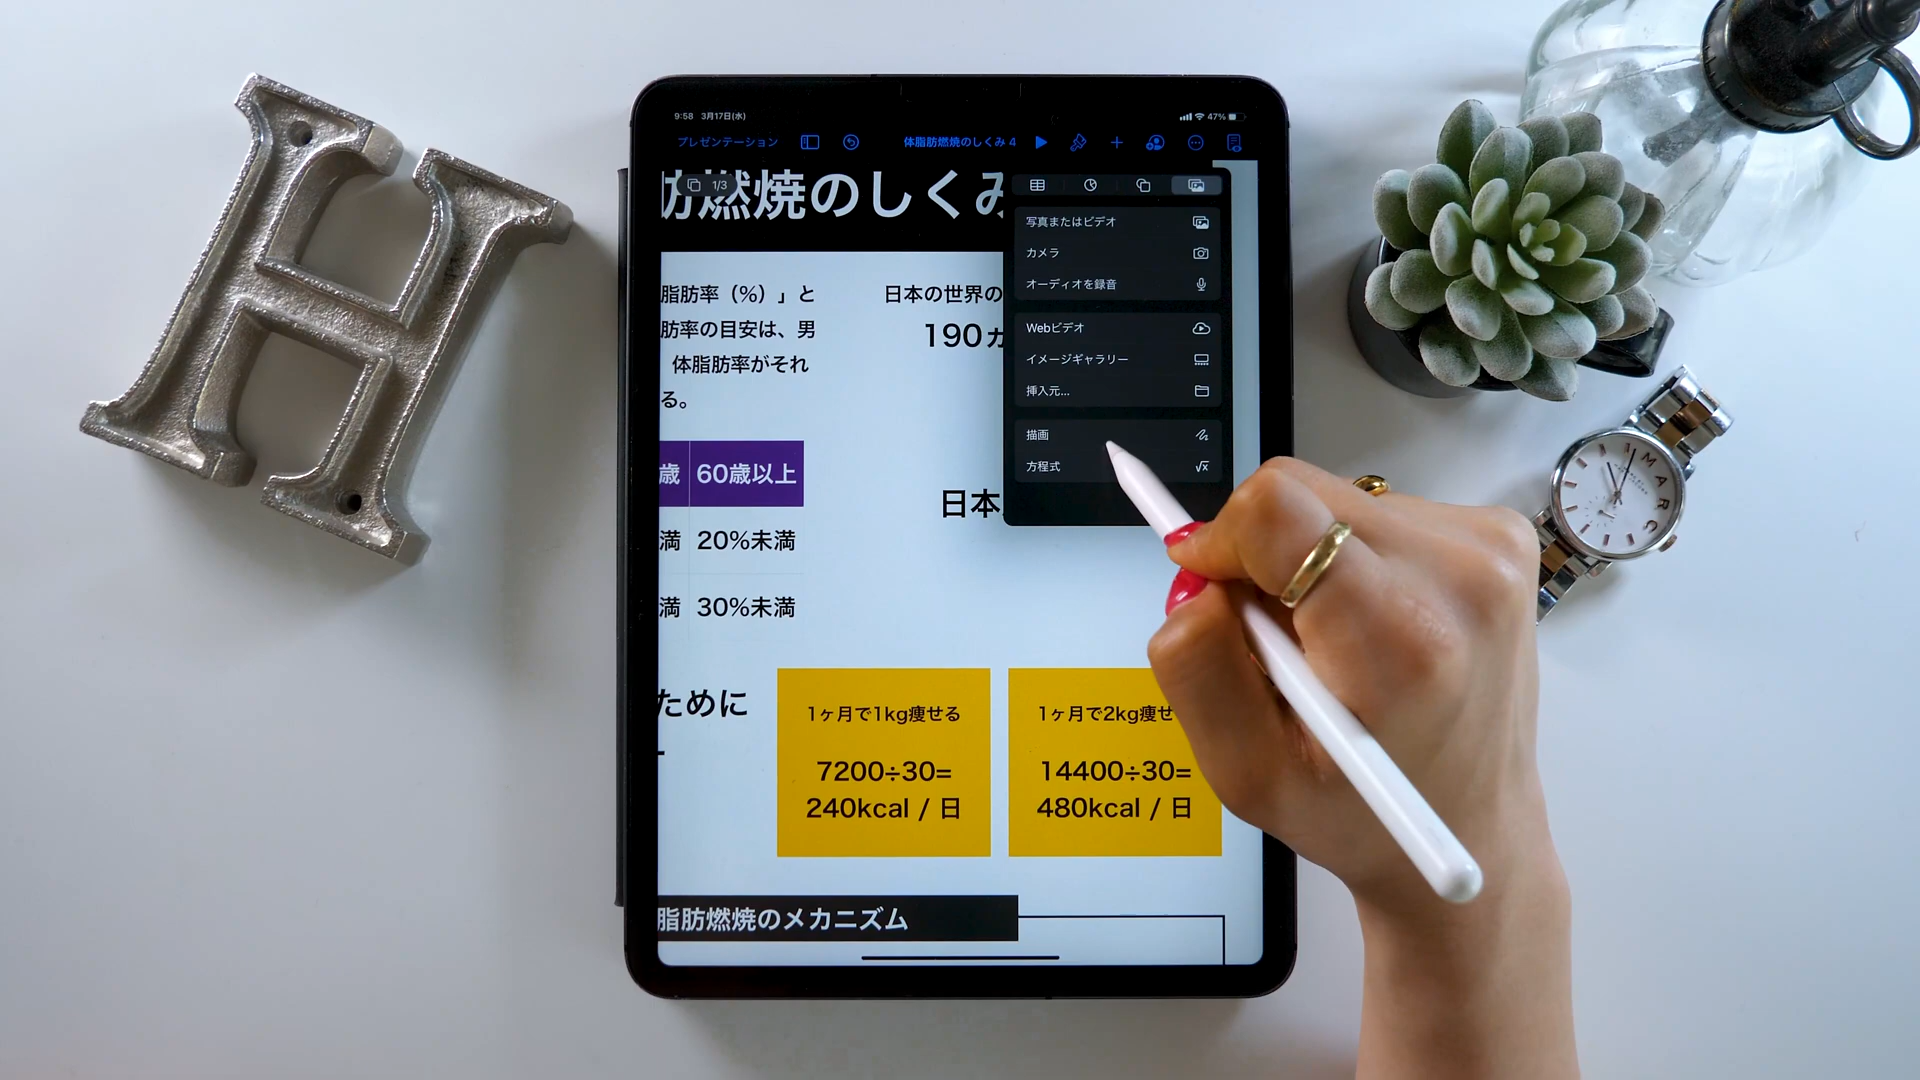 9:58 3月17日(水)
47%
プレゼンテーション
体脂肪燃焼のしくみ 4
1/3
肪燃焼のしくみ
写真またはビデオ
カメラ
オーディオを録音
Webビデオ
イメージギャラリー
挿入元...
描画
方程式
脂肪率（%）」と
肪率の目安は、男
体脂肪率がそれ
る。
日本の世界の
190カ
日本
歳 60歳以上
満 20%未満
満 30%未満
ために
1ヶ月で1kg痩せる
7200÷30=
240kcal / 日
1ヶ月で2kg痩せ
14400÷30=
480kcal / 日
脂肪燃焼のメカニズム
H
MARC